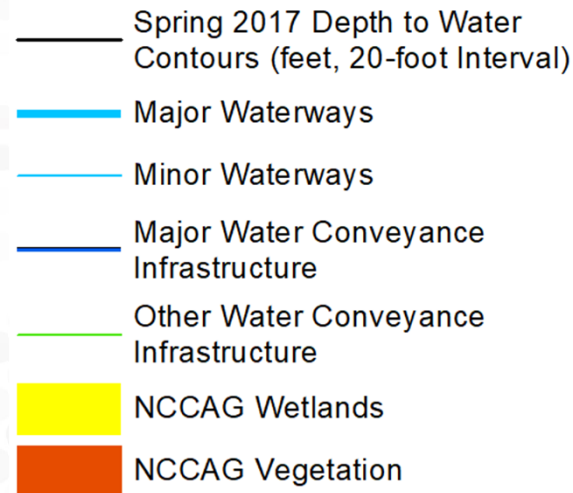 Spring 2017 Depth to Water
Contours (feet, 20-foot Interval)
Major Waterways
Minor Waterways
Major Water Conveyance
Infrastructure
Other Water Conveyance
Infrastructure
NCCAG Wetlands
NCCAG Vegetation